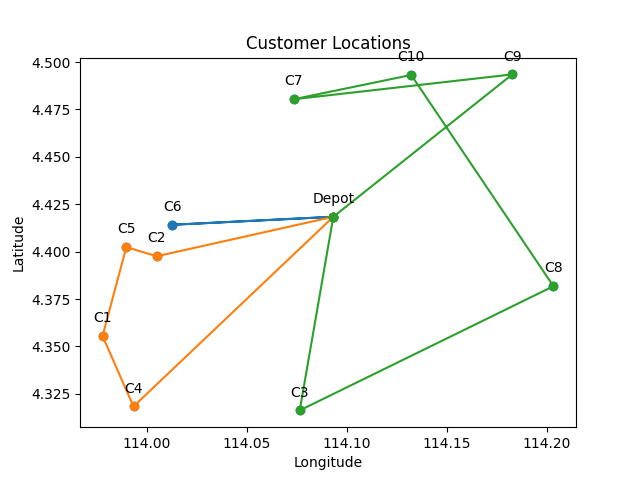 Customer Locations
4.500
4.475
4.450
4.425
4.400
4.375
4.350
4.325
Latitude
C10
C9
C7
Depot
C6
C5
C2
C8
C1
C4
C3
114.00
114.05
114.10
114.15
114.20
Longitude